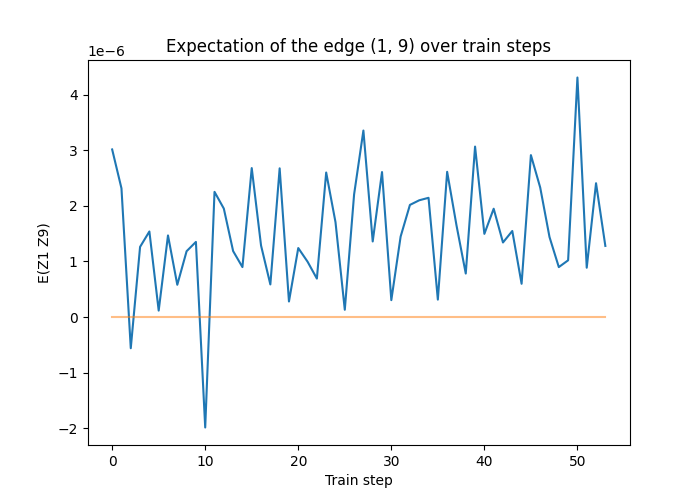 Expectation of the edge (1, 9) over train steps
1e−6
4
3
2
1
0
−1
−2
E(Z1 Z9)
0 10 20 30 40 50
Train step